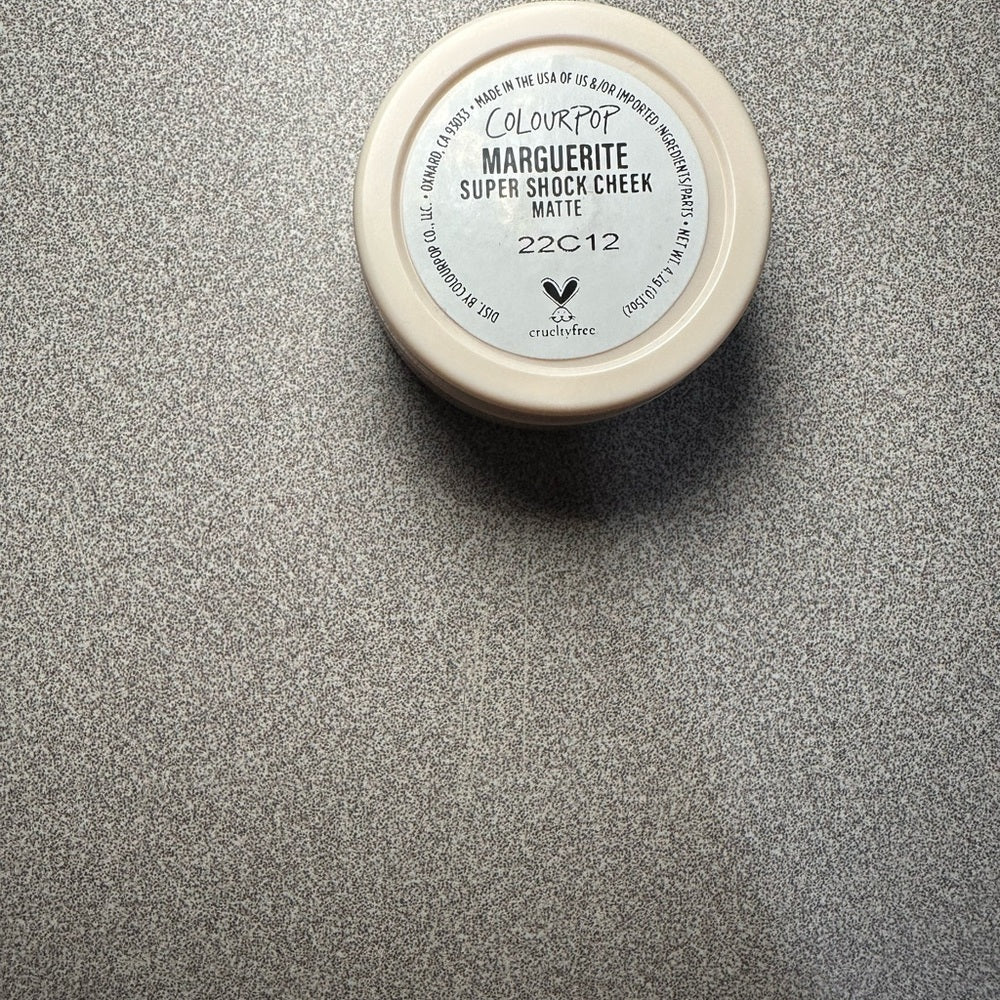 DIST. BY COLOURPOP CO., LLC. • OXNARD, CA 93033 • MADE IN THE USA OF US &/OR IMPORTED INGREDIENTS/PARTS • NET WT 4.2g (0.15oz)
COLOURPOP
MARGUERITE
SUPER SHOCK CHEEK
MATTE
22C12
crueltyfree